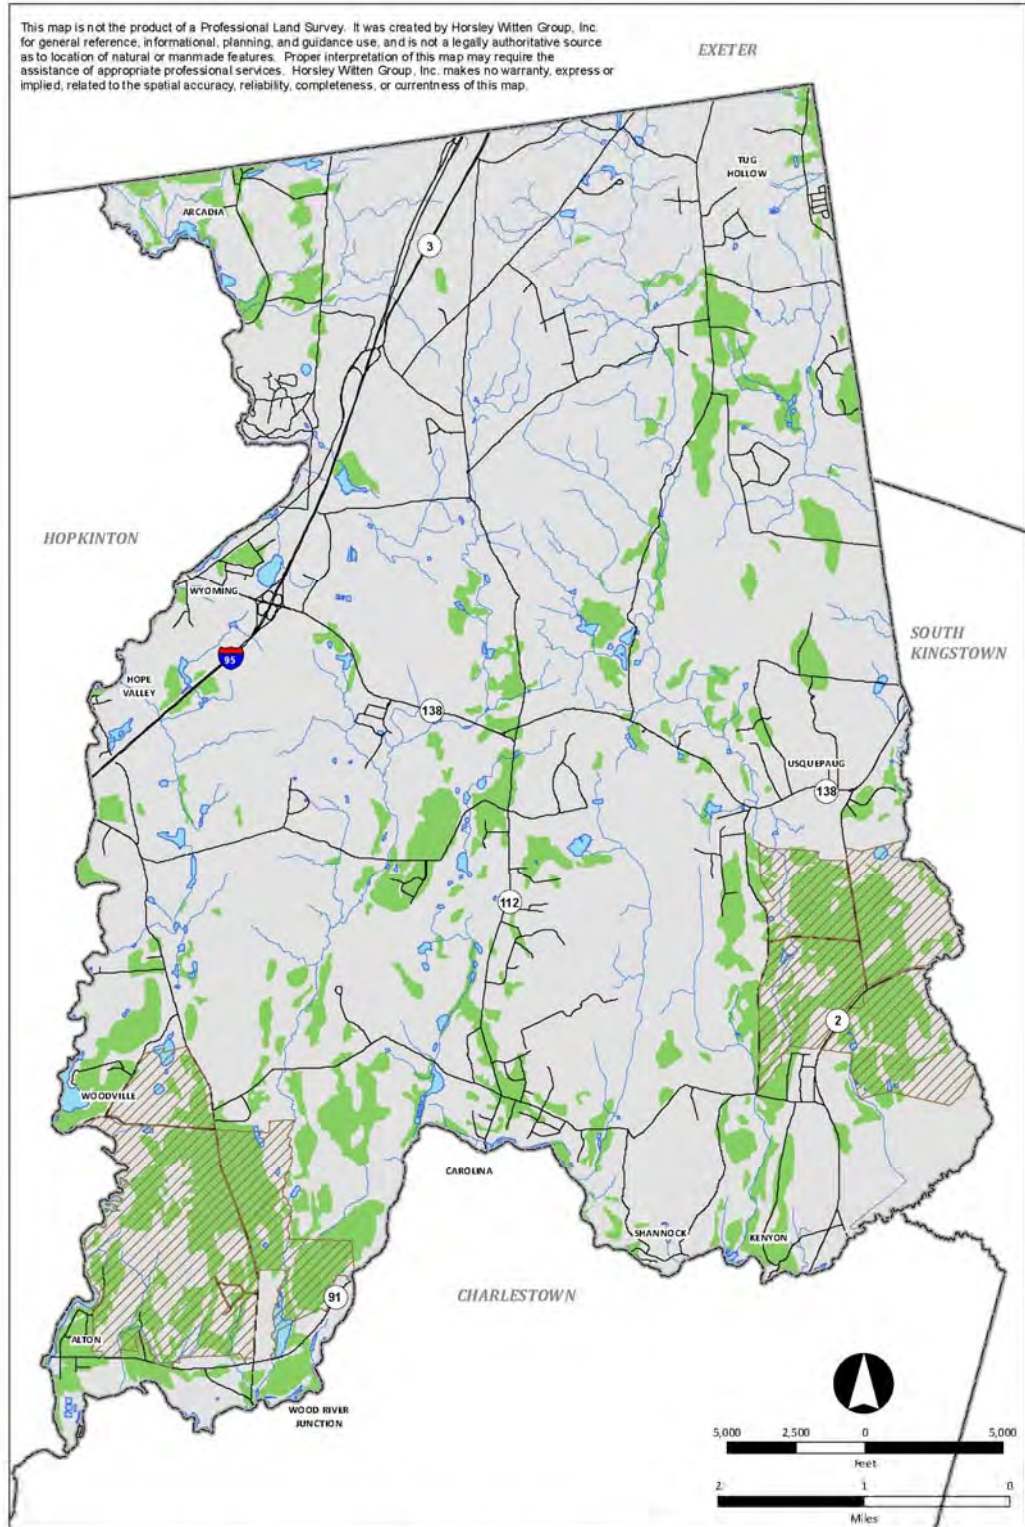 This map is not the product of a Professional Land Survey. It was created by Horsley Witten Group, Inc.
for general reference, informational, planning, and guidance use, and is not a legally authoritative source
as to location of natural or manmade features. Proper interpretation of this map may require the
assistance of appropriate professional services. Horsley Witten Group, Inc. makes no warranty, express or
implied, related to the spatial accuracy, reliability, completeness, or currentness of this map.
EXETER
TUG
HOLLOW
ARCADIA
3
HOPKINTON
WYOMING
SOUTH
KINGSTOWN
95
HOPE
VALLEY
138
USQUEPAUG
138
112
2
WOODVILLE
CAROLINA
SHANNOCK
KENYON
CHARLESTOWN
91
ALTON
WOOD RIVER
JUNCTION
5,000 2,500 0 5,000
Feet
2 1 0
Miles